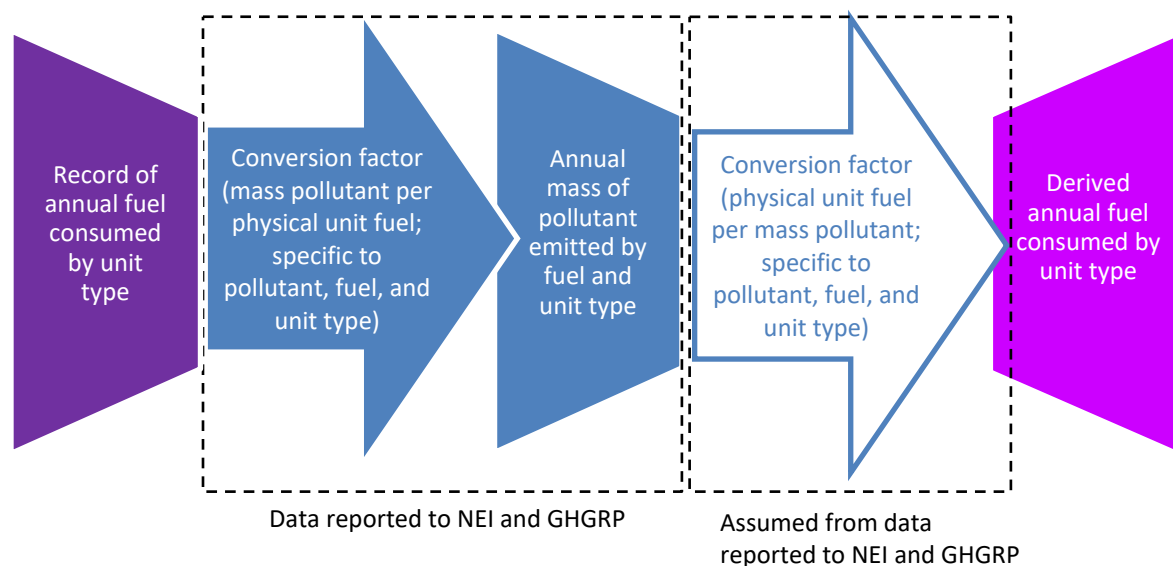 Record of
annual fuel
consumed
by unit
type
Conversion factor
(mass pollutant per
physical unit fuel;
specific to
pollutant, fuel, and
unit type)
Annual
mass of
pollutant
emitted by
fuel and
unit type
Conversion factor
(physical unit fuel
per mass pollutant;
specific to
pollutant, fuel, and
unit type)
Derived
annual fuel
consumed by
unit type
Data reported to NEI and GHGRP
Assumed from data
reported to NEI and GHGRP